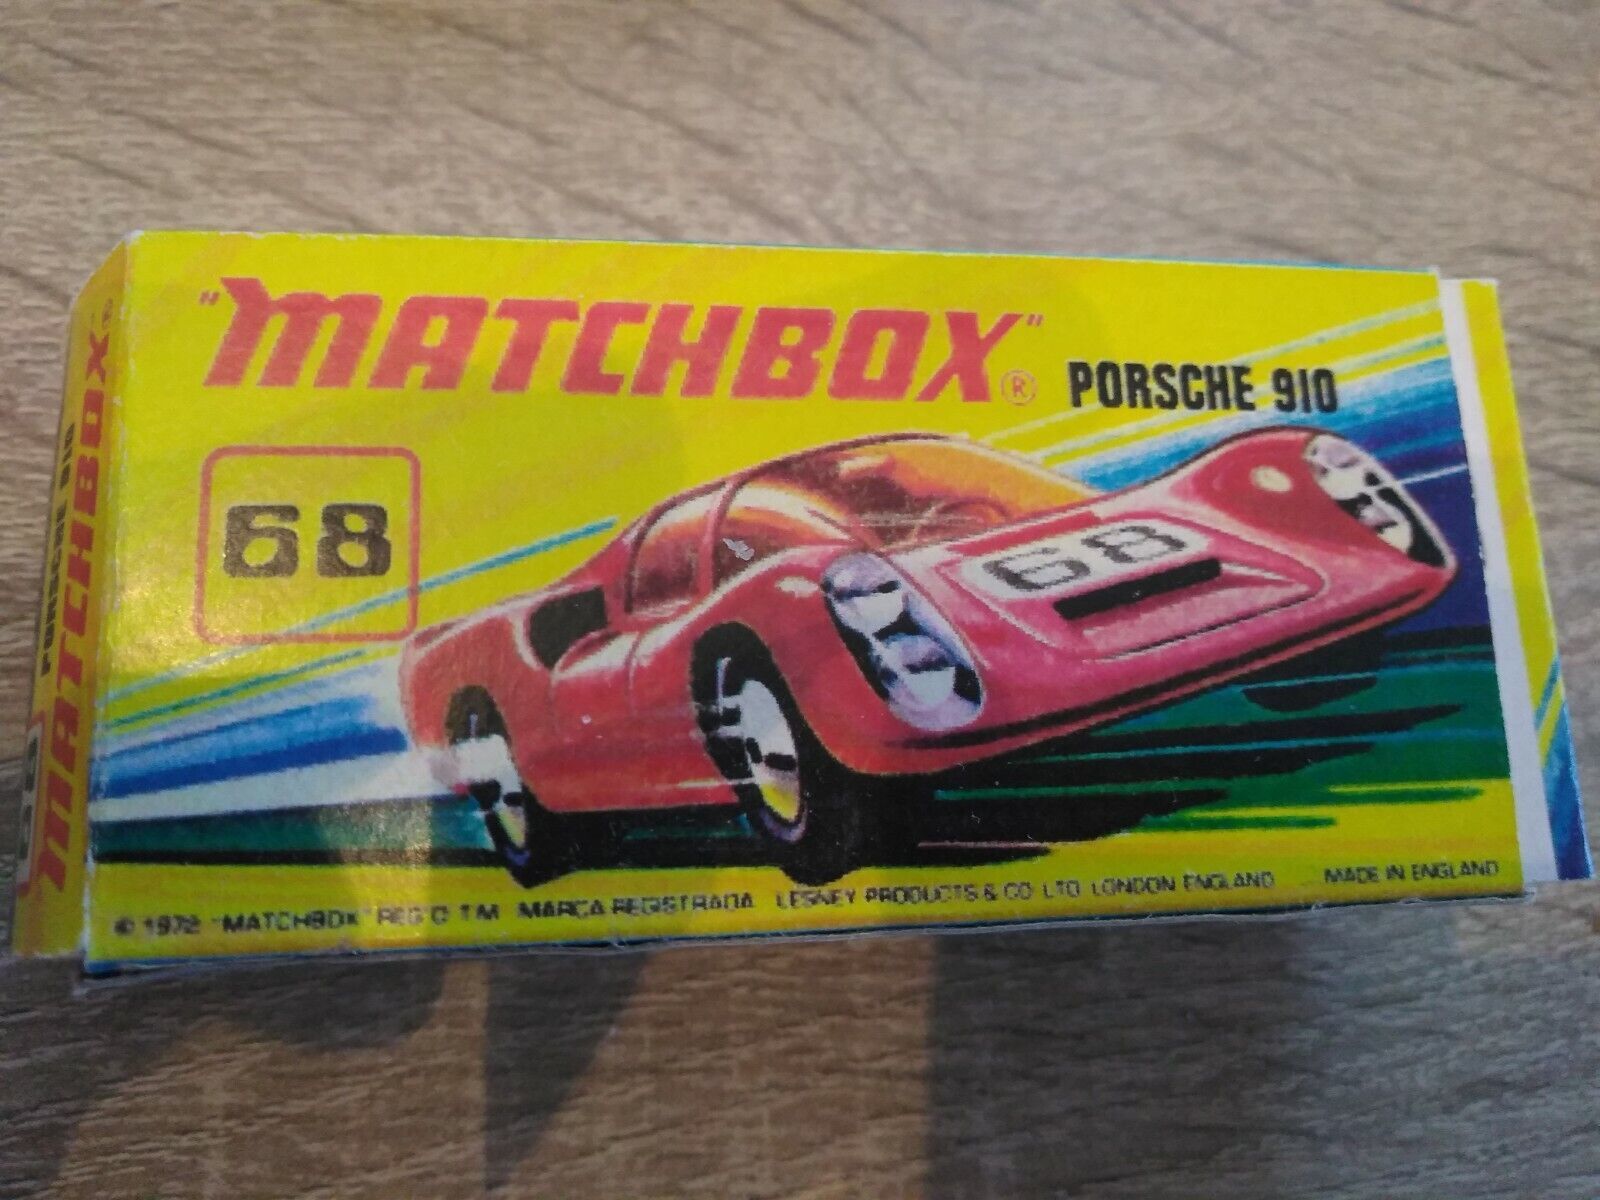 "MATCHBOX"®
PORSCHE 910
68
68
© 1972 "MATCHBOX" REG'D T.M. MARCA REGISTRADA LESNEY PRODUCTS & CO. LTD. LONDON ENGLAND MADE IN ENGLAND
MATCHBOX®
PORSCHE 910
68